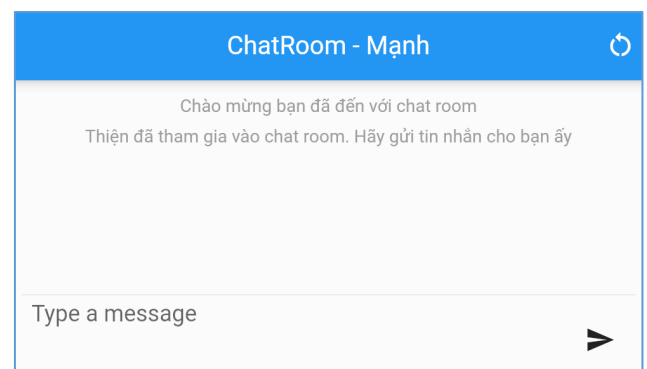 ChatRoom - Mạnh
Chào mừng bạn đã đến với chat room
Thiện đã tham gia vào chat room. Hãy gửi tin nhắn cho bạn ấy
Type a message